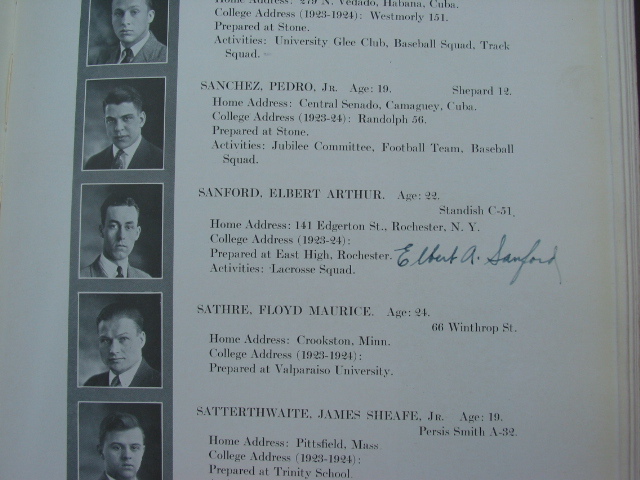 Home Address: 279 N. Vedado, Habana, Cuba.
College Address (1923-1924): Westmorly 151.
Prepared at Stone.
Activities: University Glee Club, Baseball Squad, Track
Squad.
SANCHEZ, PEDRO, JR. Age: 19. Shepard 12.
Home Address: Central Senado, Camaguey, Cuba.
College Address (1923-24): Randolph 56.
Prepared at Stone.
Activities: Jubilee Committee, Football Team, Baseball
Squad.
SANFORD, ELBERT ARTHUR. Age: 22.
Standish C-51.
Home Address: 141 Edgerton St., Rochester, N. Y.
College Address (1923-24):
Prepared at East High, Rochester. Elbert A. Sanford
Activities: Lacrosse Squad.
SATHRE, FLOYD MAURICE. Age: 24.
66 Winthrop St.
Home Address: Crookston, Minn.
College Address (1923-1924):
Prepared at Valparaiso University.
SATTERTHWAITE, JAMES SHEAFE, JR. Age: 19.
Persis Smith A-32.
Home Address: Pittsfield, Mass.
College Address (1923-1924):
Prepared at Trinity School.